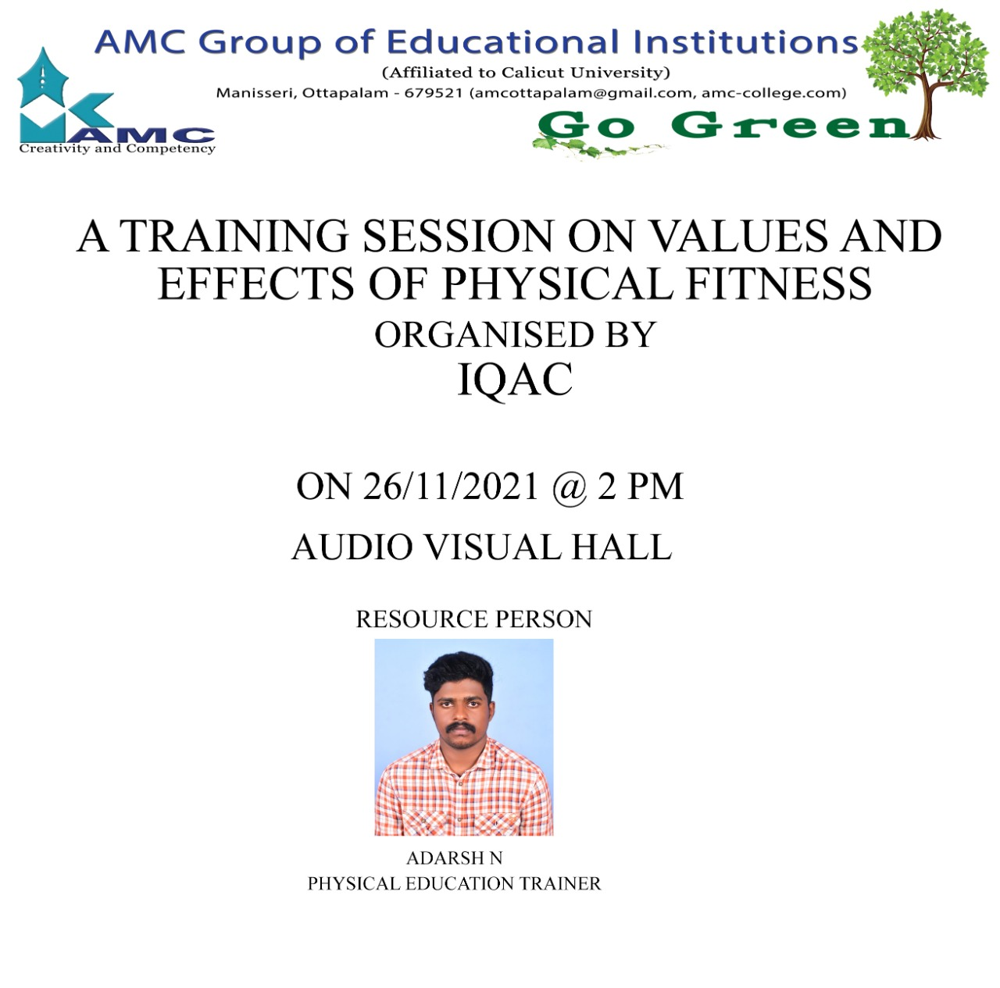 AMC Group of Educational Institutions
(Affiliated to Calicut University)
Manisseri, Ottapalam - 679521 (amcottapalam@gmail.com, amc-college.com)
AMC
Creativity and Competency
Go Green
A TRAINING SESSION ON VALUES AND
EFFECTS OF PHYSICAL FITNESS
ORGANISED BY
IQAC
ON 26/11/2021 @ 2 PM
AUDIO VISUAL HALL
RESOURCE PERSON
ADARSH N
PHYSICAL EDUCATION TRAINER